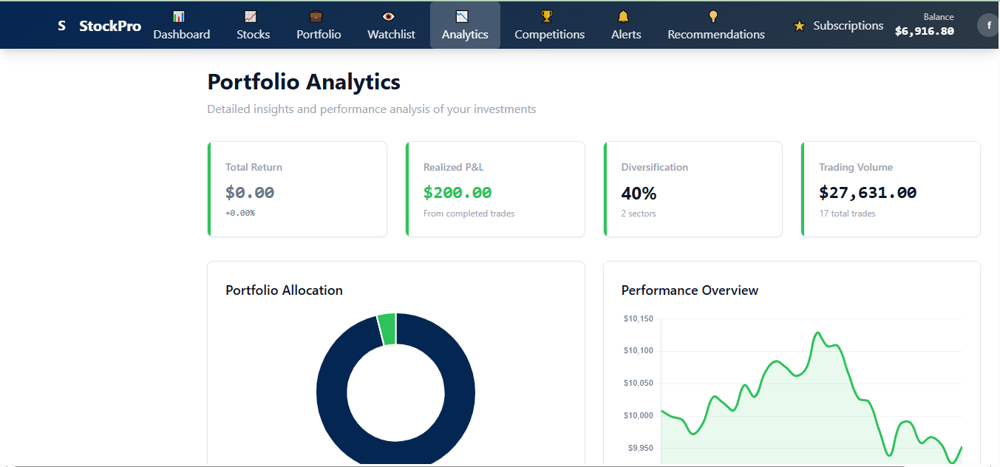 S StockPro
Dashboard
Stocks
Portfolio
Watchlist
Analytics
Competitions
Alerts
Recommendations
Subscriptions
Balance
$6,916.80
f
Portfolio Analytics
Detailed insights and performance analysis of your investments
Total Return
$0.00
+0.00%
Realized P&L
$200.00
From completed trades
Diversification
40%
2 sectors
Trading Volume
$27,631.00
17 total trades
Portfolio Allocation
Performance Overview
$10,150
$10,100
$10,050
$10,000
$9,950